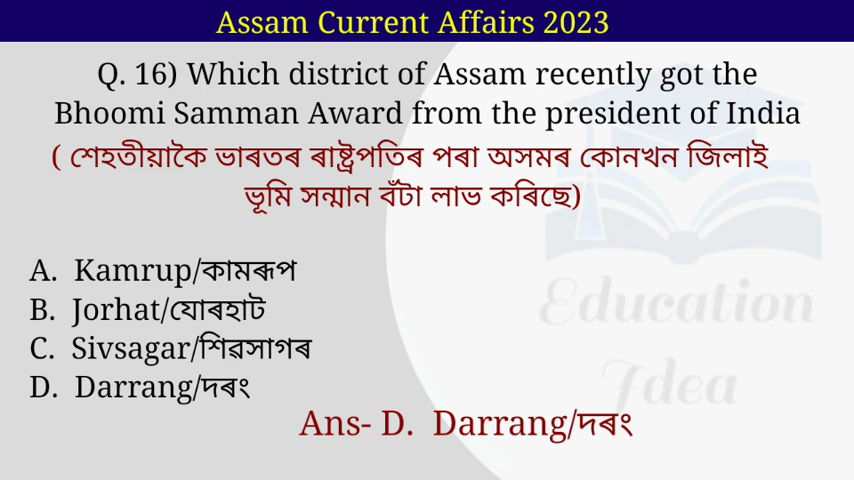 Assam Current Affairs 2023
Q. 16) Which district of Assam recently got the
Bhoomi Samman Award from the president of India
( শেহতীয়াকৈ ভাৰতৰ ৰাষ্ট্ৰপতিৰ পৰা অসমৰ কোনখন জিলাই
ভূমি সন্মান বঁটা লাভ কৰিছে)
A. Kamrup/কামৰূপ
B. Jorhat/যোৰহাট
C. Sivsagar/শিৱসাগৰ
D. Darrang/দৰং
Ans- D. Darrang/দৰং
Education
Idea